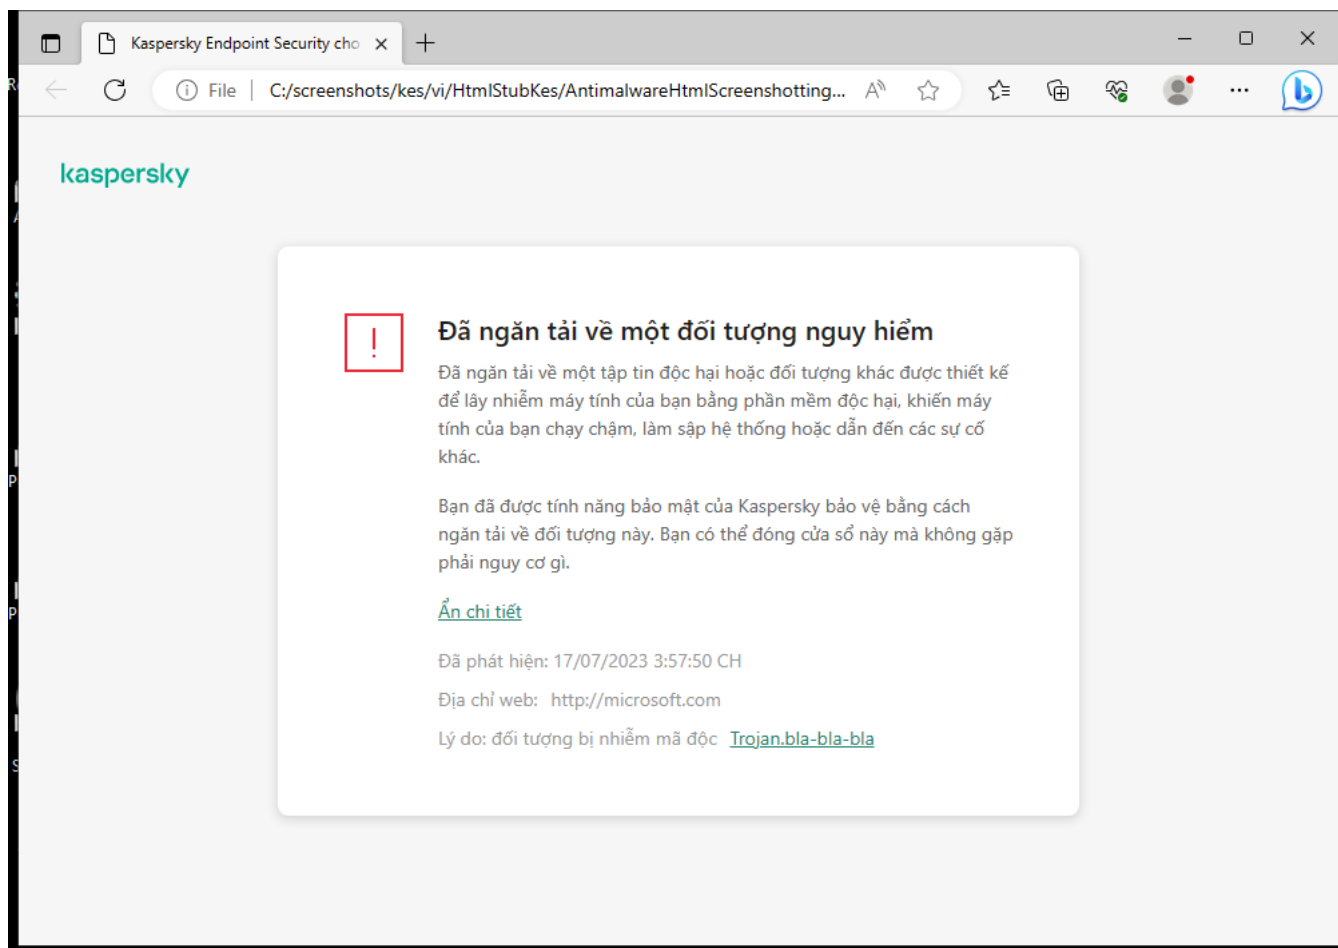 Kaspersky Endpoint Security cho
File
C:/screenshots/kes/vi/HtmlStubKes/AntimalwareHtmlScreenshotting...
kaspersky
Đã ngăn tải về một đối tượng nguy hiểm
Đã ngăn tải về một tập tin độc hại hoặc đối tượng khác được thiết kế
để lây nhiễm máy tính của bạn bằng phần mềm độc hại, khiến máy
tính của bạn chạy chậm, làm sập hệ thống hoặc dẫn đến các sự cố
khác.
Bạn đã được tính năng bảo mật của Kaspersky bảo vệ bằng cách
ngăn tải về đối tượng này. Bạn có thể đóng cửa sổ này mà không gặp
phải nguy cơ gì.
Ẩn chi tiết
Đã phát hiện: 17/07/2023 3:57:50 CH
Địa chỉ web: http://microsoft.com
Lý do: đối tượng bị nhiễm mã độc Trojan.bla-bla-bla